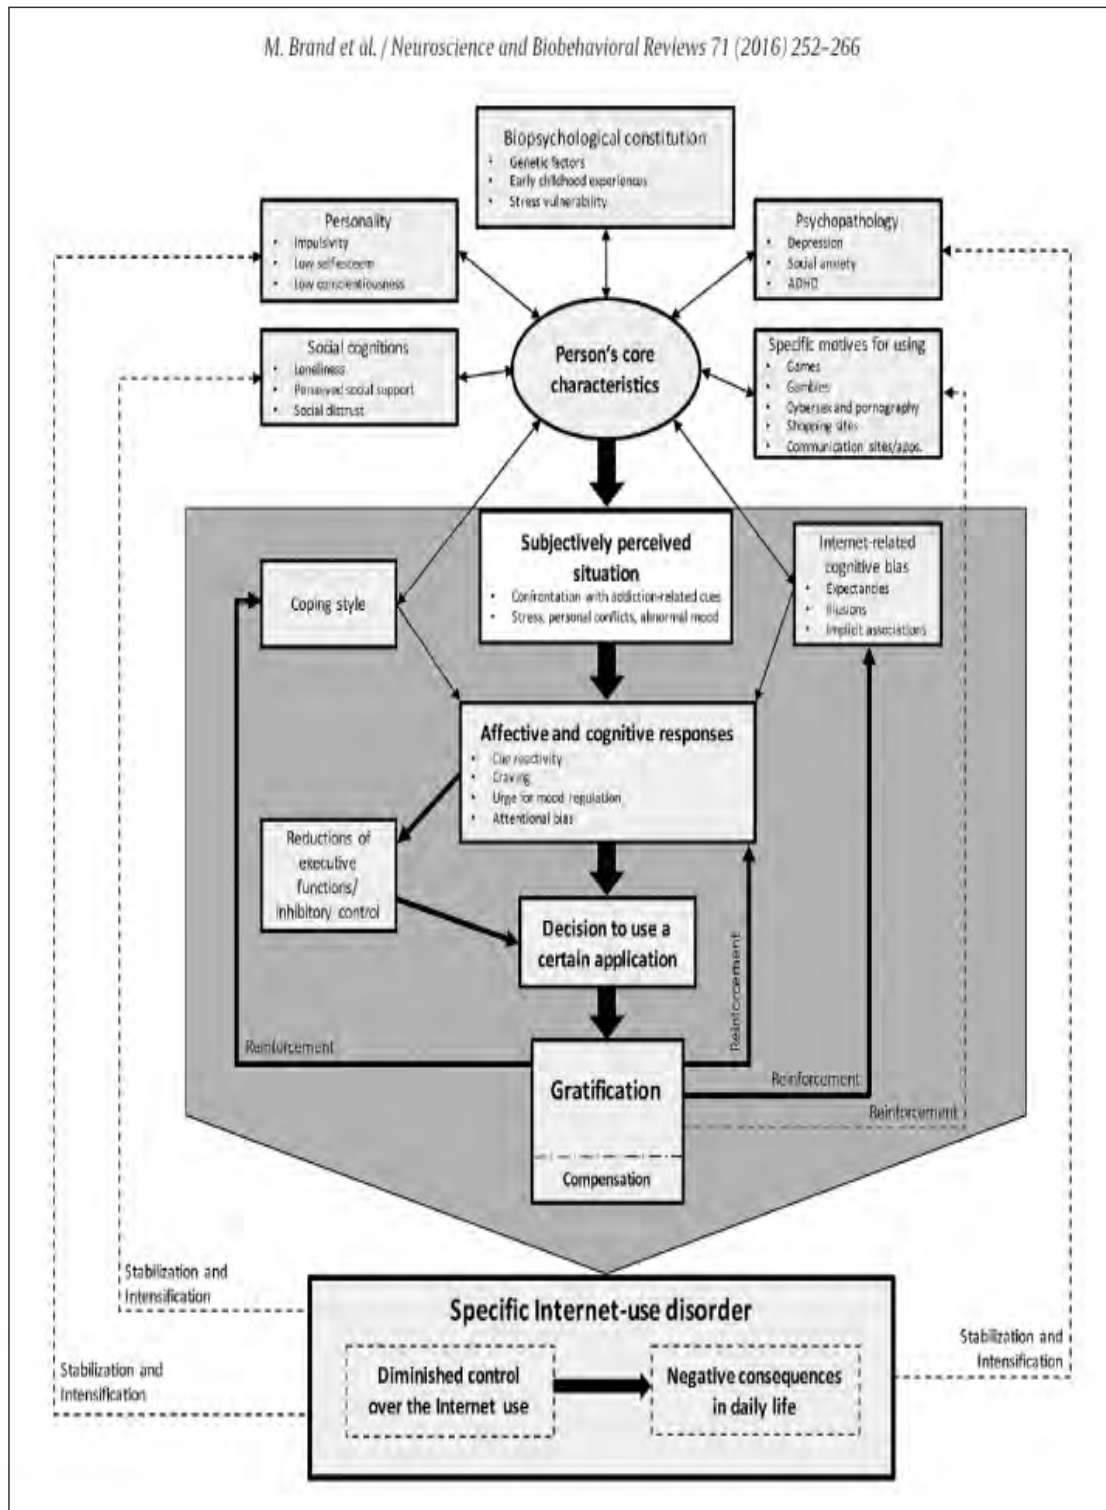 M. Brand et al. / Neuroscience and Biobehavioral Reviews 71 (2016) 252–266
Biopsychological constitution
• Genetic factors
• Early childhood experiences
• Stress vulnerability
Personality
• Impulsivity
• Low selfesteem
• Low conscientiousness
Psychopathology
• Depression
• Social anxiety
• ADHD
Social cognitions
• Loneliness
• Perceived social support
• Social distrust
Person's core
characteristics
Specific motives for using
• Games
• Gambles
• Cybersex and pornography
• Shopping sites
• Communication sites/apps.
Subjectively perceived
situation
• Confrontation with addiction-related cues
• Stress, personal conflicts, abnormal mood
Coping style
Internet-related
cognitive bias
• Expectancies
• Illusions
• Implicit associations
Affective and cognitive responses
• Cue reactivity
• Craving
• Urge for mood regulation
• Attentional bias
Reductions of
executive
functions/
inhibitory control
Decision to use a
certain application
Reinforcement
Reinforcement
Gratification
Reinforcement
Reinforcement
Compensation
Stabilization and
Intensification
Stabilization and
Intensification
Stabilization and
Intensification
Specific Internet-use disorder
Diminished control
over the Internet use
Negative consequences
in daily life